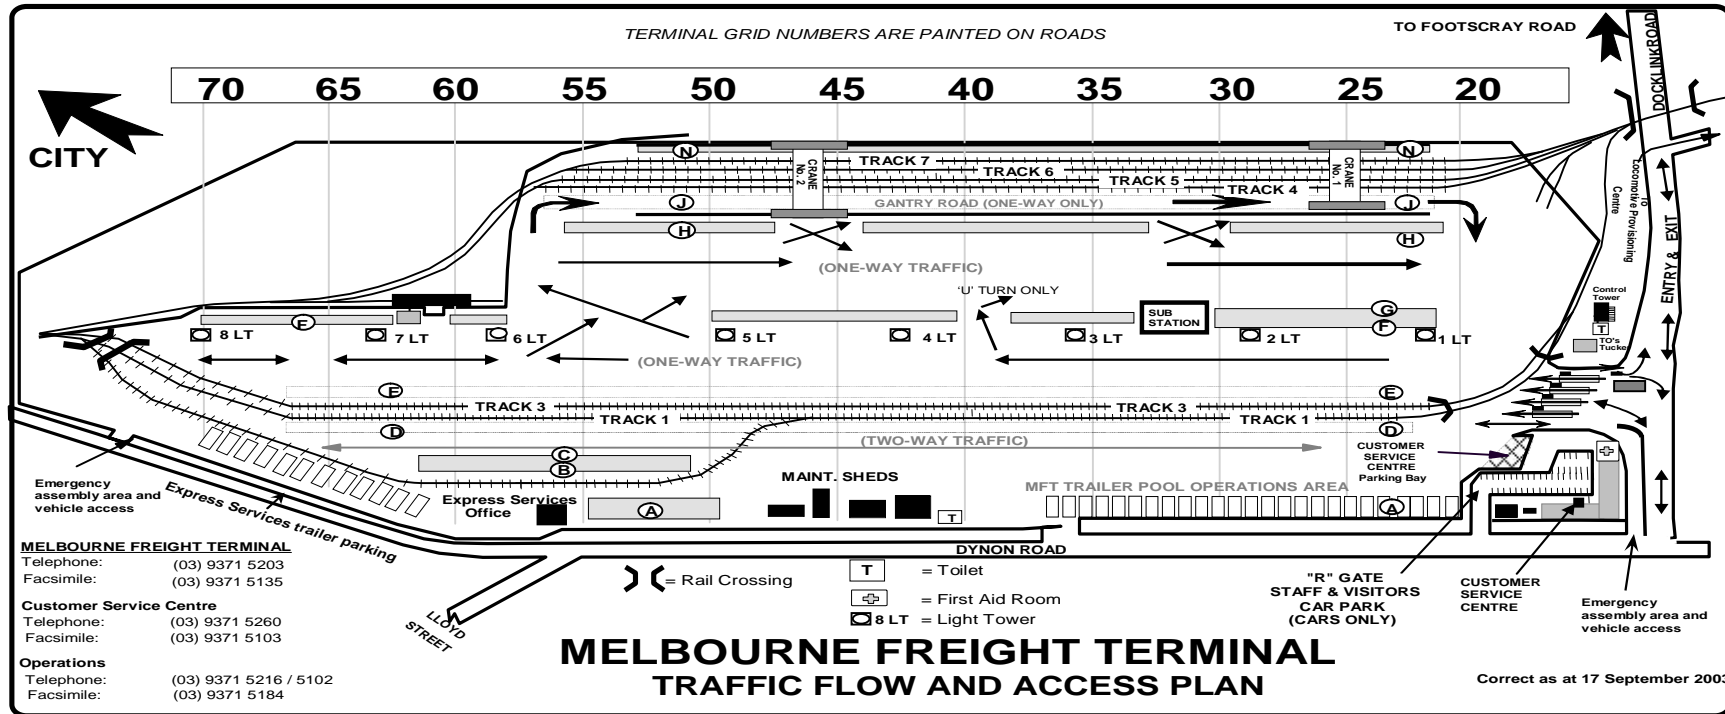 TERMINAL GRID NUMBERS ARE PAINTED ON ROADS
TO FOOTSCRAY ROAD
DOCKLINKROAD
70 65 60 55 50 45 40 35 30 25 20
CITY
N
TRACK 7
N
CRANE No. 2
TRACK 6
CRANE No. 1
TRACK 5
TRACK 4
J
GANTRY ROAD (ONE-WAY ONLY)
J
H
H
(ONE-WAY TRAFFIC)
TO Locomotive Provisioning Centre
ENTRY & EXIT
'U' TURN ONLY
Control
Tower
T
TO's
Tucker
F
SUB
STATION
G
F
8 LT
7 LT
6 LT
5 LT
4 LT
3 LT
2 LT
1 LT
(ONE-WAY TRAFFIC)
F
E
TRACK 3
TRACK 3
TRACK 1
TRACK 1
D
D
(TWO-WAY TRAFFIC)
C
B
CUSTOMER
SERVICE
CENTRE
Parking Bay
MAINT. SHEDS
MFT TRAILER POOL OPERATIONS AREA
Emergency
assembly area and
vehicle access
Express Services trailer parking
Express Services
Office
A
T
A
DYNON ROAD
LLOYD
STREET
MELBOURNE FREIGHT TERMINAL
Telephone: (03) 9371 5203
Facsimile: (03) 9371 5135
Customer Service Centre
Telephone: (03) 9371 5260
Facsimile: (03) 9371 5103
Operations
Telephone: (03) 9371 5216 / 5102
Facsimile: (03) 9371 5184
= Rail Crossing
T = Toilet
= First Aid Room
8 LT = Light Tower
"R" GATE
STAFF & VISITORS
CAR PARK
(CARS ONLY)
CUSTOMER
SERVICE
CENTRE
Emergency
assembly area and
vehicle access
MELBOURNE FREIGHT TERMINAL
TRAFFIC FLOW AND ACCESS PLAN
Correct as at 17 September 2003